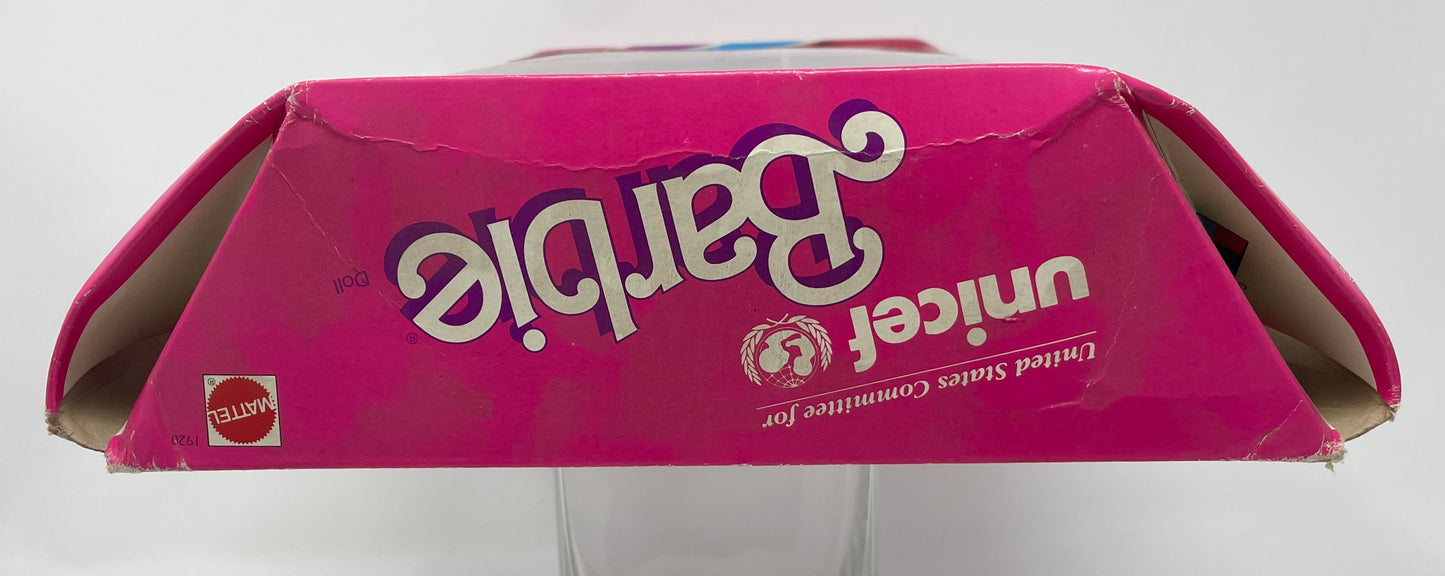 United States Committee for
unicef
Barbie®
Doll
MATTEL®
1920